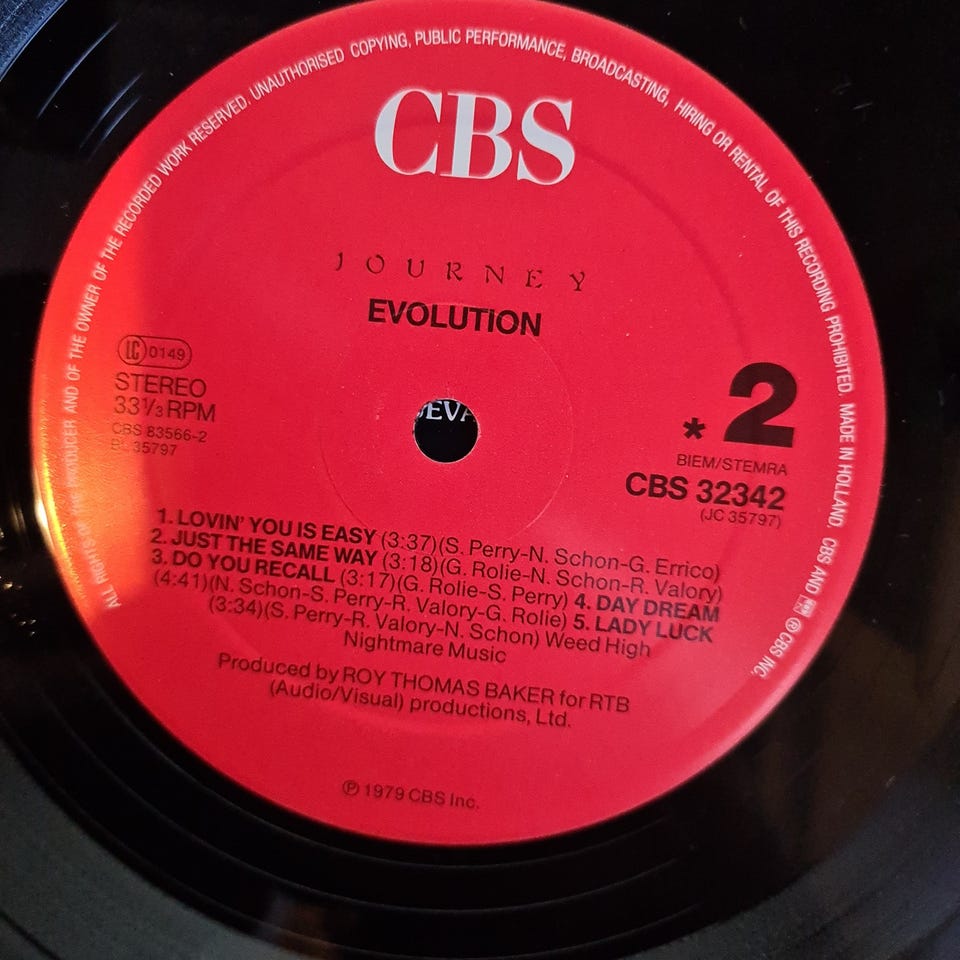 ALL RIGHTS OF THE PRODUCER AND OF THE OWNER OF THE RECORDED WORK RESERVED. UNAUTHORISED COPYING, PUBLIC PERFORMANCE, BROADCASTING, HIRING OR RENTAL OF THIS RECORDING PROHIBITED. MADE IN HOLLAND CBS AND ® CBS INC.
CBS
JOURNEY
EVOLUTION
LC 0149
STEREO
33⅓ RPM
CBS 83566-2
BL 35797
* 2
BIEM/STEMRA
CBS 32342
(JC 35797)
EVA
1. LOVIN' YOU IS EASY (3:37)(S. Perry-N. Schon-G. Errico)
2. JUST THE SAME WAY (3:18)(G. Rolie-N. Schon-R. Valory)
3. DO YOU RECALL (3:17)(G. Rolie-S. Perry) 4. DAY DREAM
(4:41)(N. Schon-S. Perry-R. Valory-G. Rolie) 5. LADY LUCK
(3:34)(S. Perry-R. Valory-N. Schon) Weed High
Nightmare Music
Produced by ROY THOMAS BAKER for RTB
(Audio/Visual) productions, Ltd.
℗ 1979 CBS Inc.